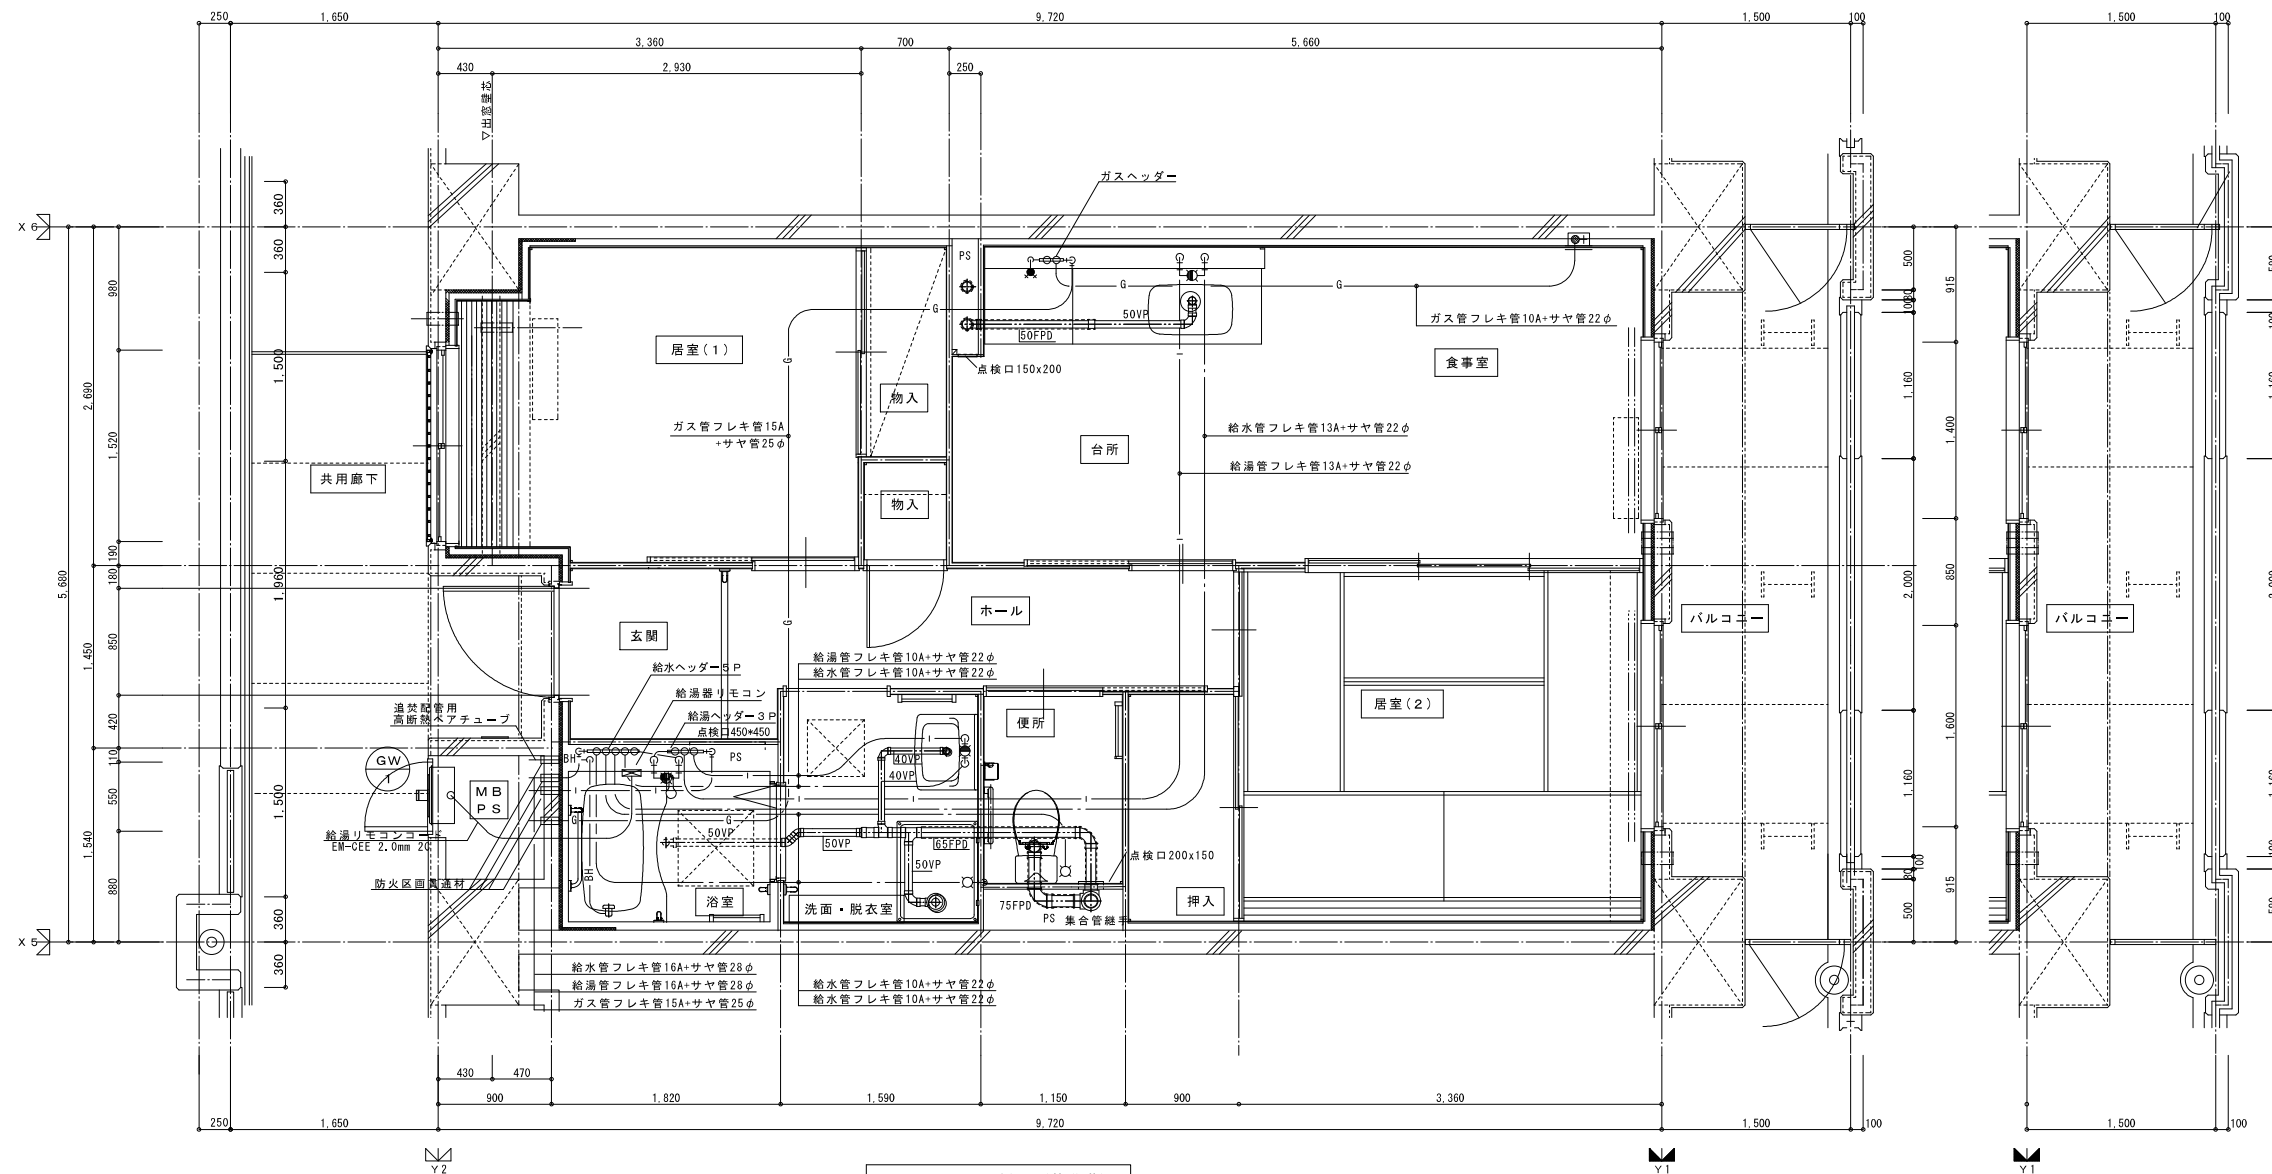 250
1,650
9,720
1,500
100
1,500
100
3,360
700
5,660
430
2,930
250
▽出窓壁芯
ガスヘッダー
X6
360
360
980
500
915
500
PS
G
G
G
50VP
50FPD
ガス管フレキ管10A+サヤ管22φ
居室(1)
食事室
点検口150x200
1,500
2,690
1,160
1,160
物入
ガス管フレキ管15A
+サヤ管25φ
G
給水管フレキ管13A+サヤ管22φ
台所
1,520
1,400
給湯管フレキ管13A+サヤ管22φ
共用廊下
物入
190
180
5,680
1,960
850
2,000
2,000
ホール
玄関
G
バルコニー
バルコニー
850
1,450
給湯管フレキ管10A+サヤ管22φ
給水管フレキ管10A+サヤ管22φ
給水ヘッダー5P
給湯器リモコン
居室(2)
追焚配管用
高断熱ペアチューブ
給湯ヘッダー3P
点検口450*450
便所
420
1,600
110
BH
PS
40VP
40VP
GW
1
MB
PS
550
1,500
1,160
1,160
G
G
50VP
給湯リモコンコード
EM-CEE 2.0mm 2C
50VP
65FPD
50VP
1,540
点検口200x150
100
80
防火区画貫通材
880
BH
915
浴室
洗面・脱衣室
75FPD
PS
集合管継手
押入
360
500
500
X5
360
給水管フレキ管16A+サヤ管28φ
給湯管フレキ管16A+サヤ管28φ
ガス管フレキ管15A+サヤ管25φ
給水管フレキ管10A+サヤ管22φ
給水管フレキ管10A+サヤ管22φ
430
470
900
1,820
1,590
1,150
900
3,360
250
1,650
9,720
1,500
100
1,500
100
Y2
Y1
Y1